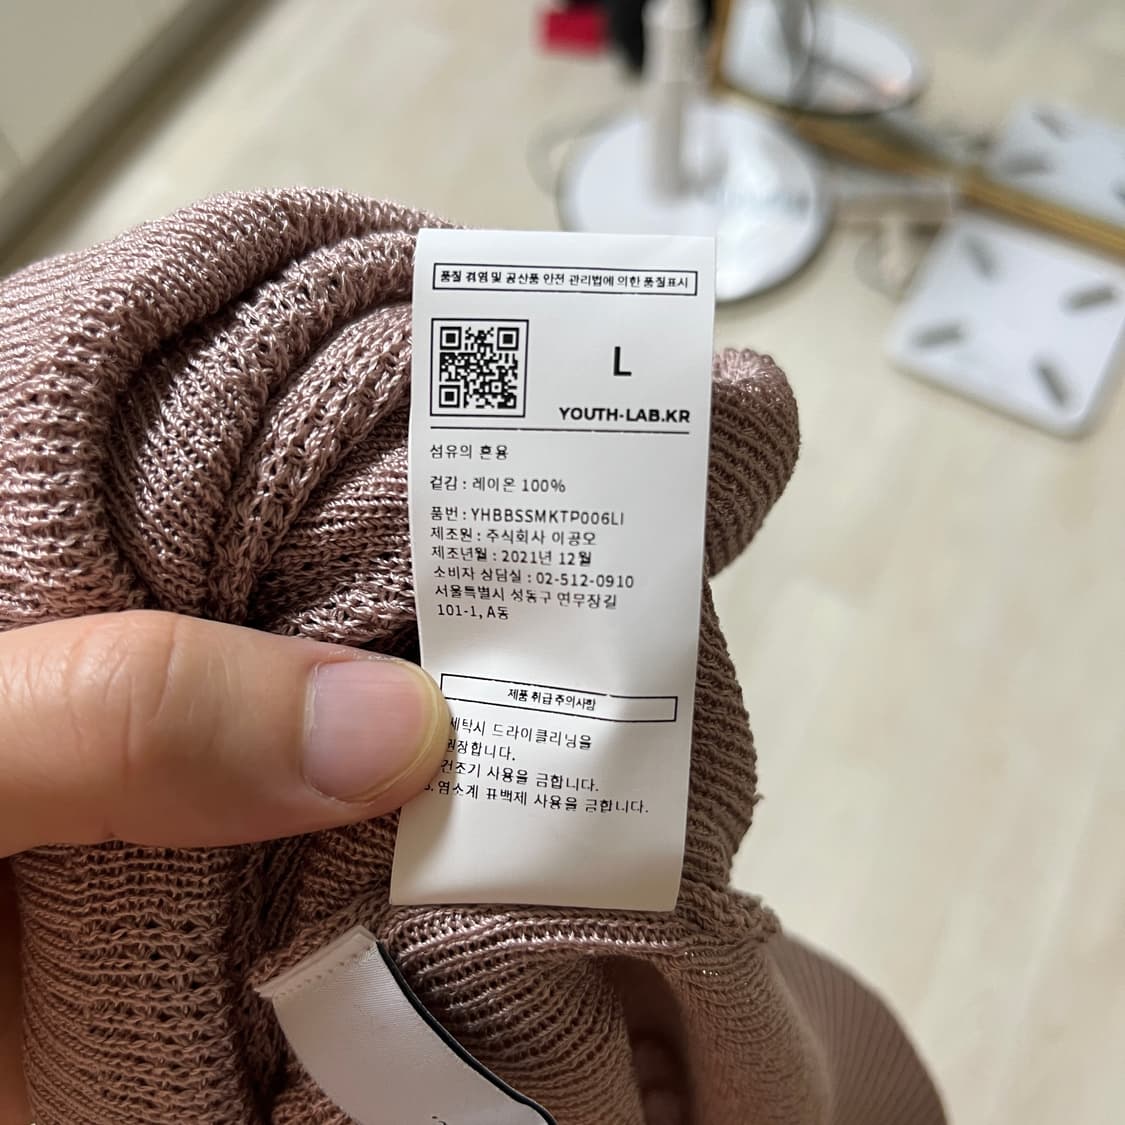 품질 경영 및 공산품 안전 관리법에 의한 품질표시
L
YOUTH-LAB.KR
섬유의 혼용
겉감 : 레이온 100%
품번 : YHBBSSMKTP006LI
제조원 : 주식회사 이공오
제조년월 : 2021년 12월
소비자 상담실 : 02-512-0910
서울특별시 성동구 연무장길
101-1, A동
제품 취급 주의사항
세탁시 드라이클리닝을
권장합니다.
건조기 사용을 금합니다.
3. 염소계 표백제 사용을 금합니다.